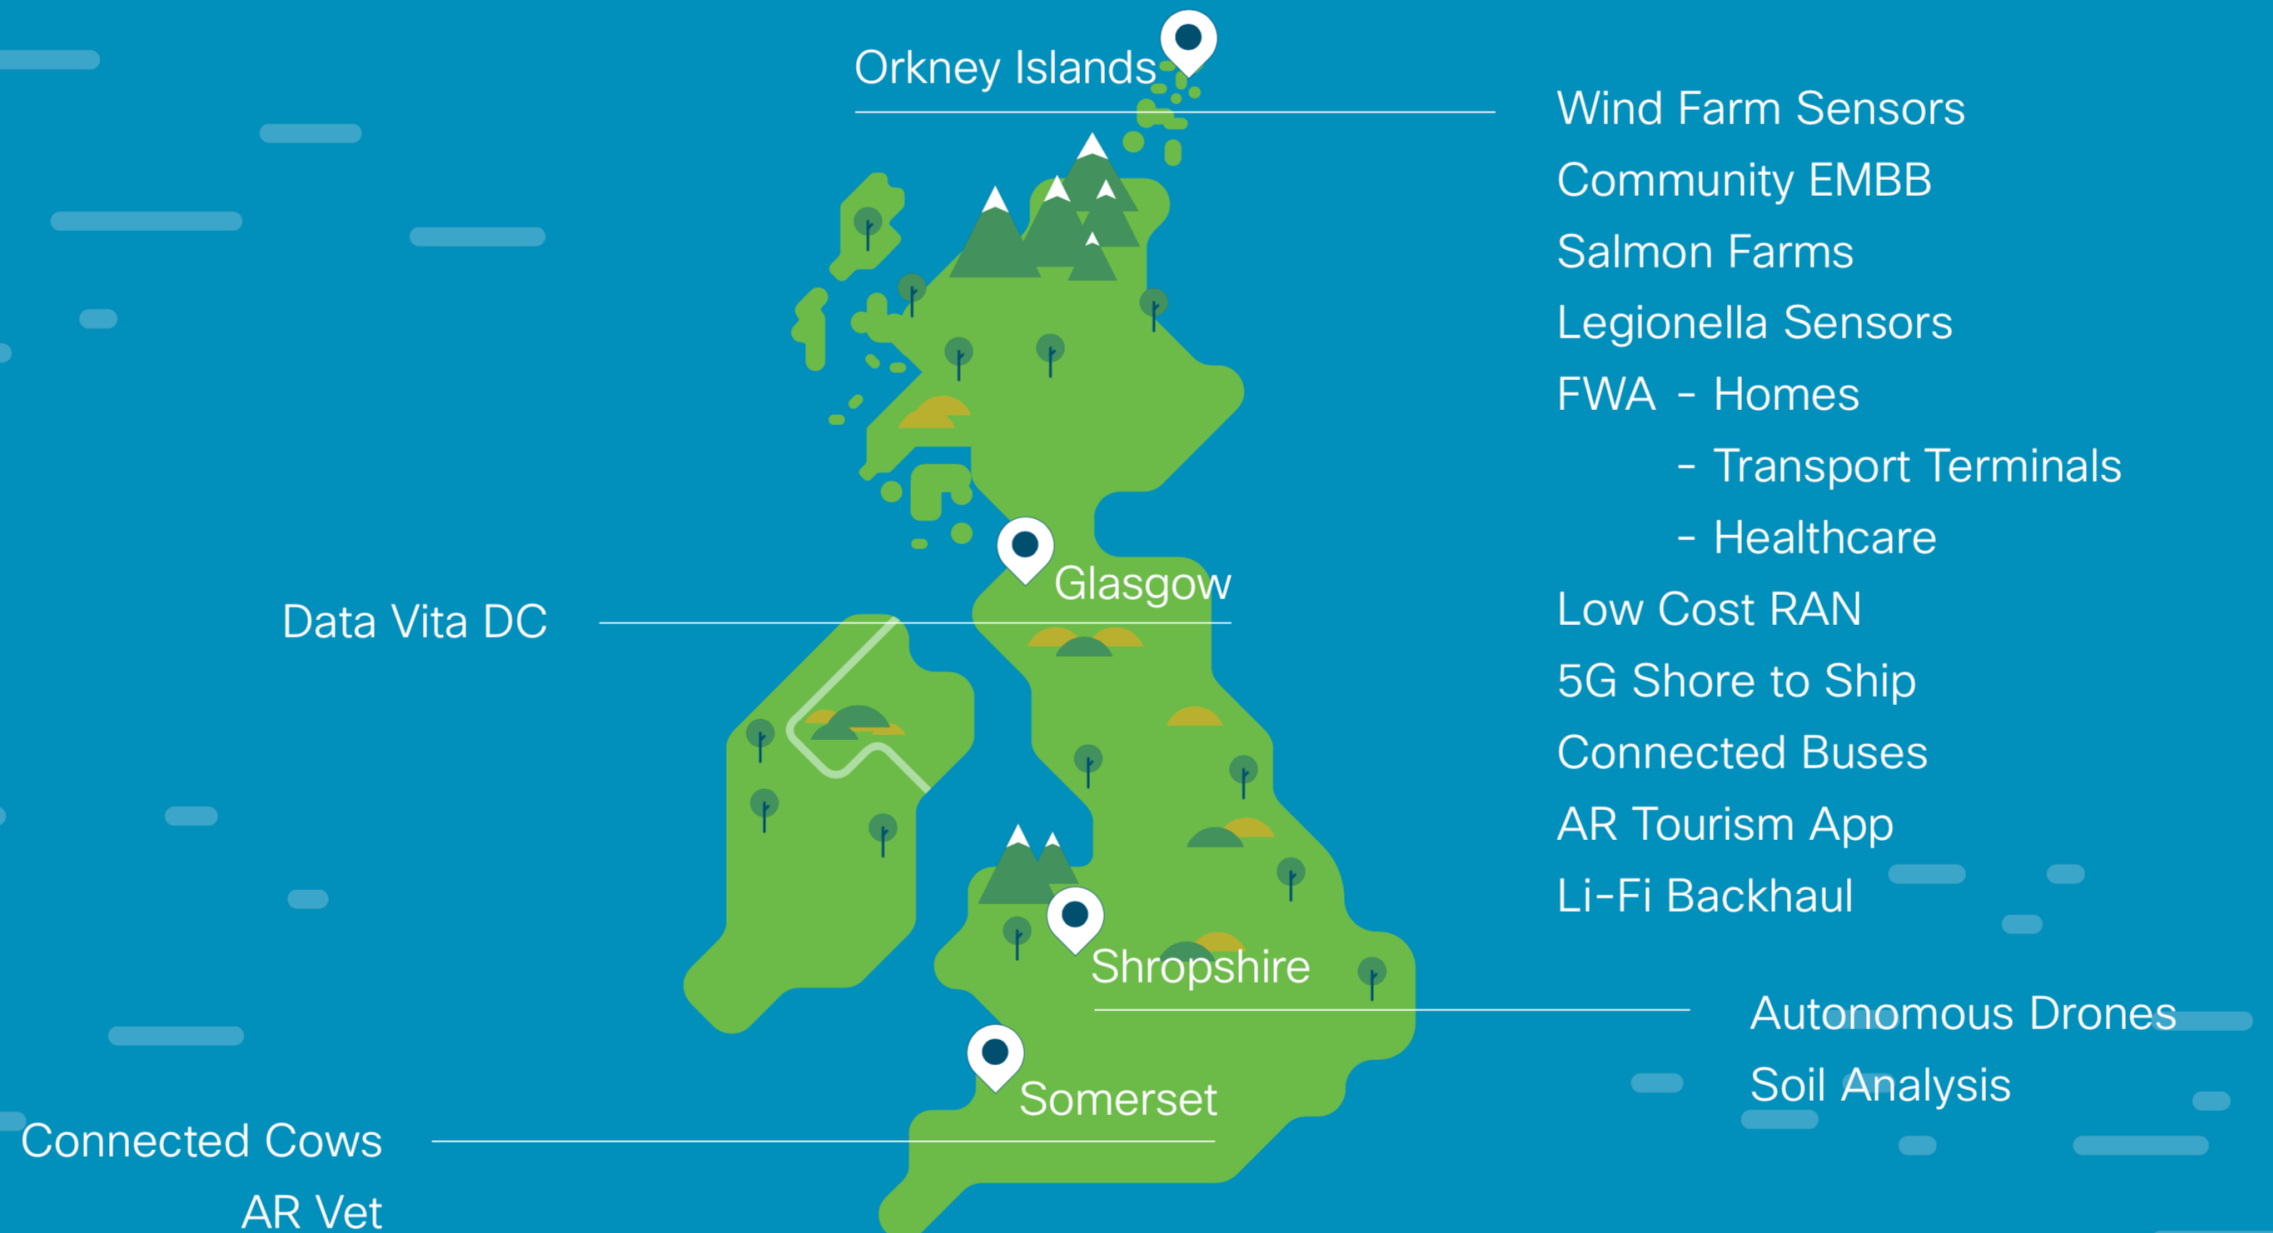 Orkney Islands
Wind Farm Sensors
Community EMBB
Salmon Farms
Legionella Sensors
FWA - Homes
- Transport Terminals
- Healthcare
Low Cost RAN
5G Shore to Ship
Connected Buses
AR Tourism App
Li-Fi Backhaul
Glasgow
Data Vita DC
Shropshire
Autonomous Drones
Soil Analysis
Somerset
Connected Cows
AR Vet